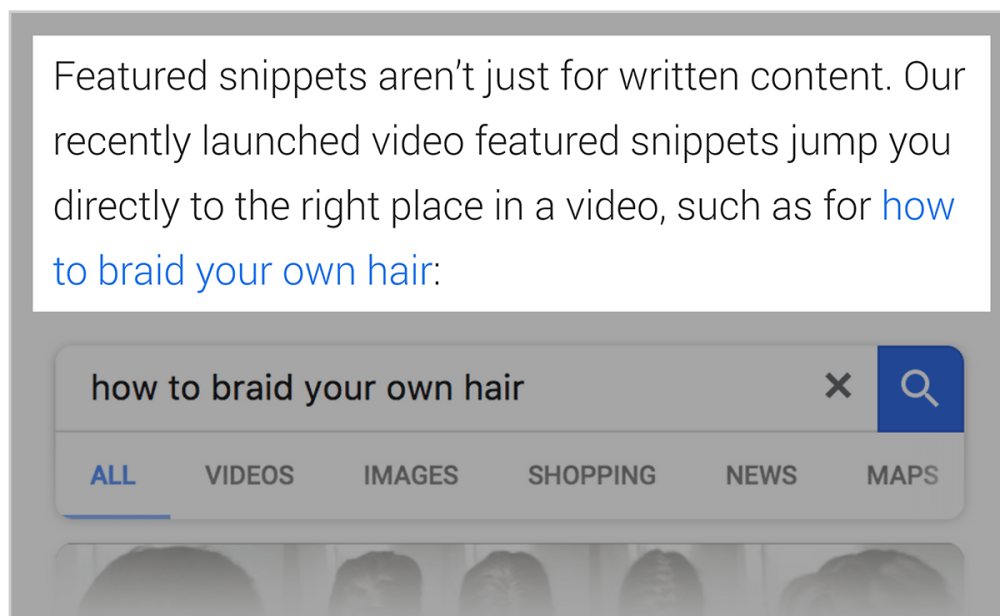 Featured snippets aren’t just for written content. Our
recently launched video featured snippets jump you
directly to the right place in a video, such as for how
to braid your own hair:
how to braid your own hair
ALL VIDEOS IMAGES SHOPPING NEWS MAPS